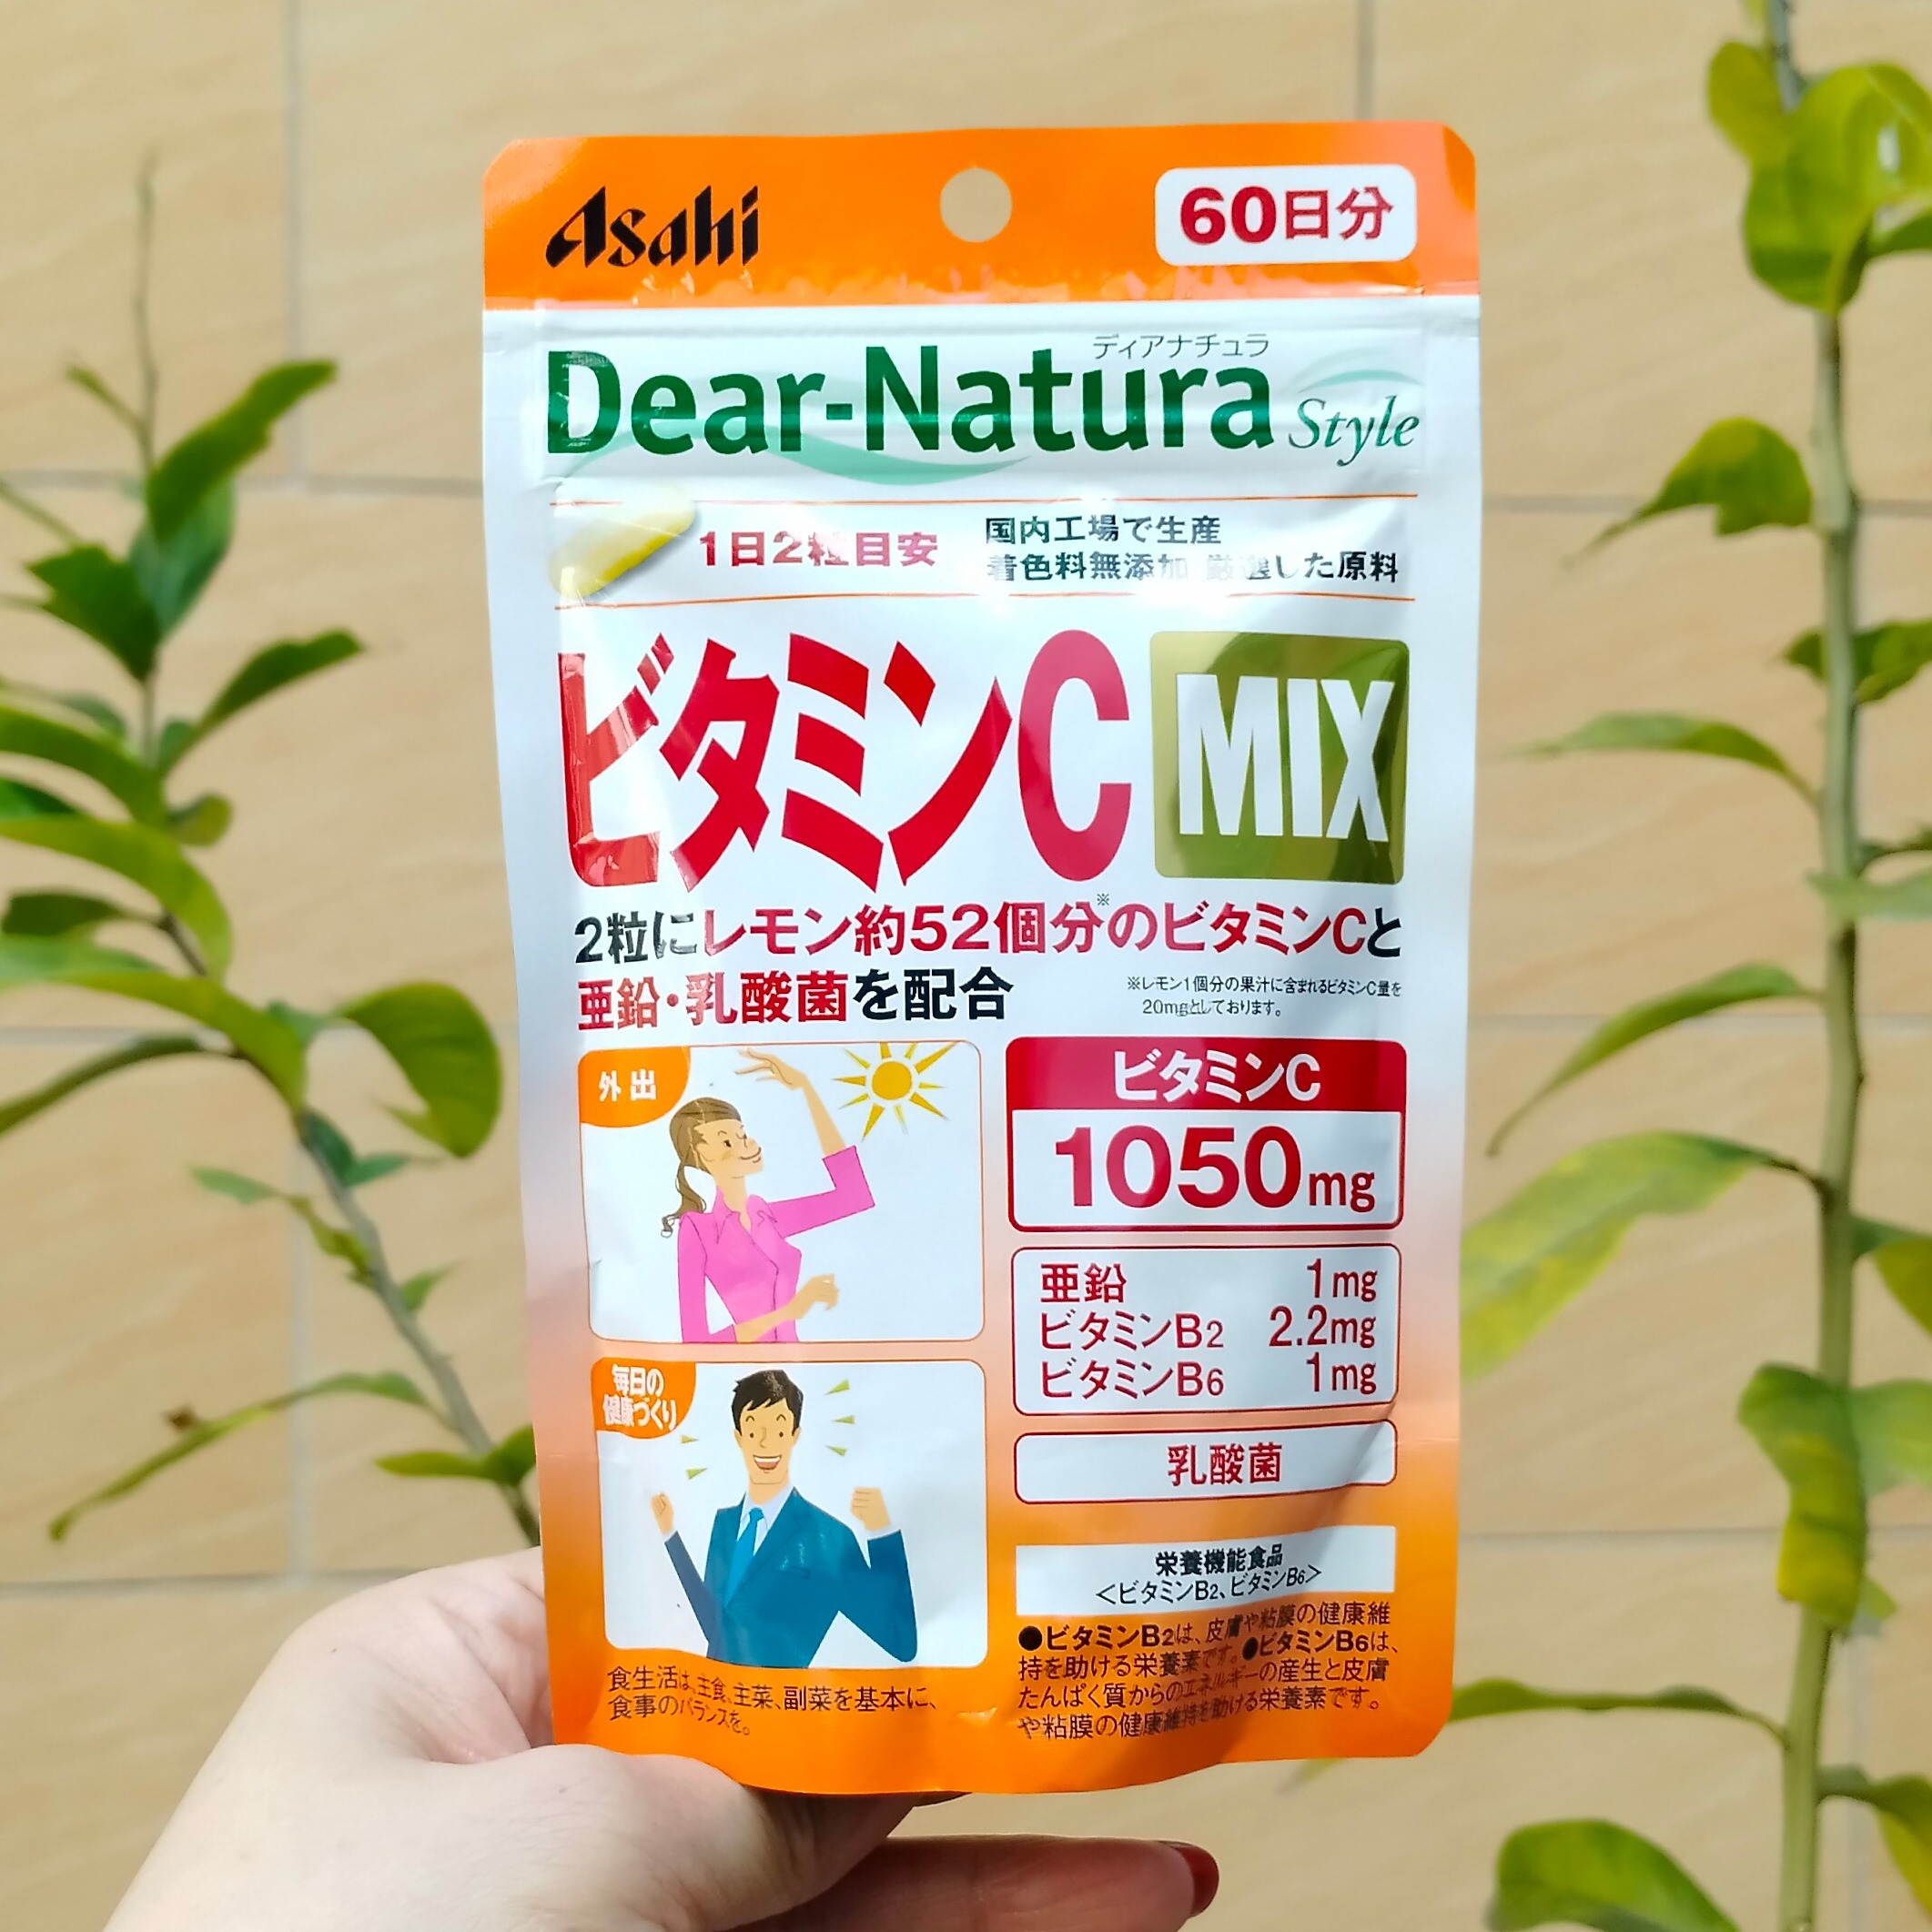 Asahi
60日分
ディアナチュラ
Dear-Natura Style
1日2粒目安
国内工場で生産
着色料無添加 厳選した原料
ビタミンC MIX
2粒にレモン約52個分※のビタミンCと
亜鉛・乳酸菌を配合
※レモン1個分の果汁に含まれるビタミンC量を
20mgとしております。
外出
ビタミンC
1050mg
亜鉛 1mg
ビタミンB2 2.2mg
ビタミンB6 1mg
乳酸菌
毎日の
健康づくり
栄養機能食品
<ビタミンB2、ビタミンB6>
●ビタミンB2は、皮膚や粘膜の健康維
持を助ける栄養素です。●ビタミンB6は、
たんぱく質からのエネルギーの産生と皮膚
や粘膜の健康維持を助ける栄養素です。
食生活は、主食、主菜、副菜を基本に、
食事のバランスを。